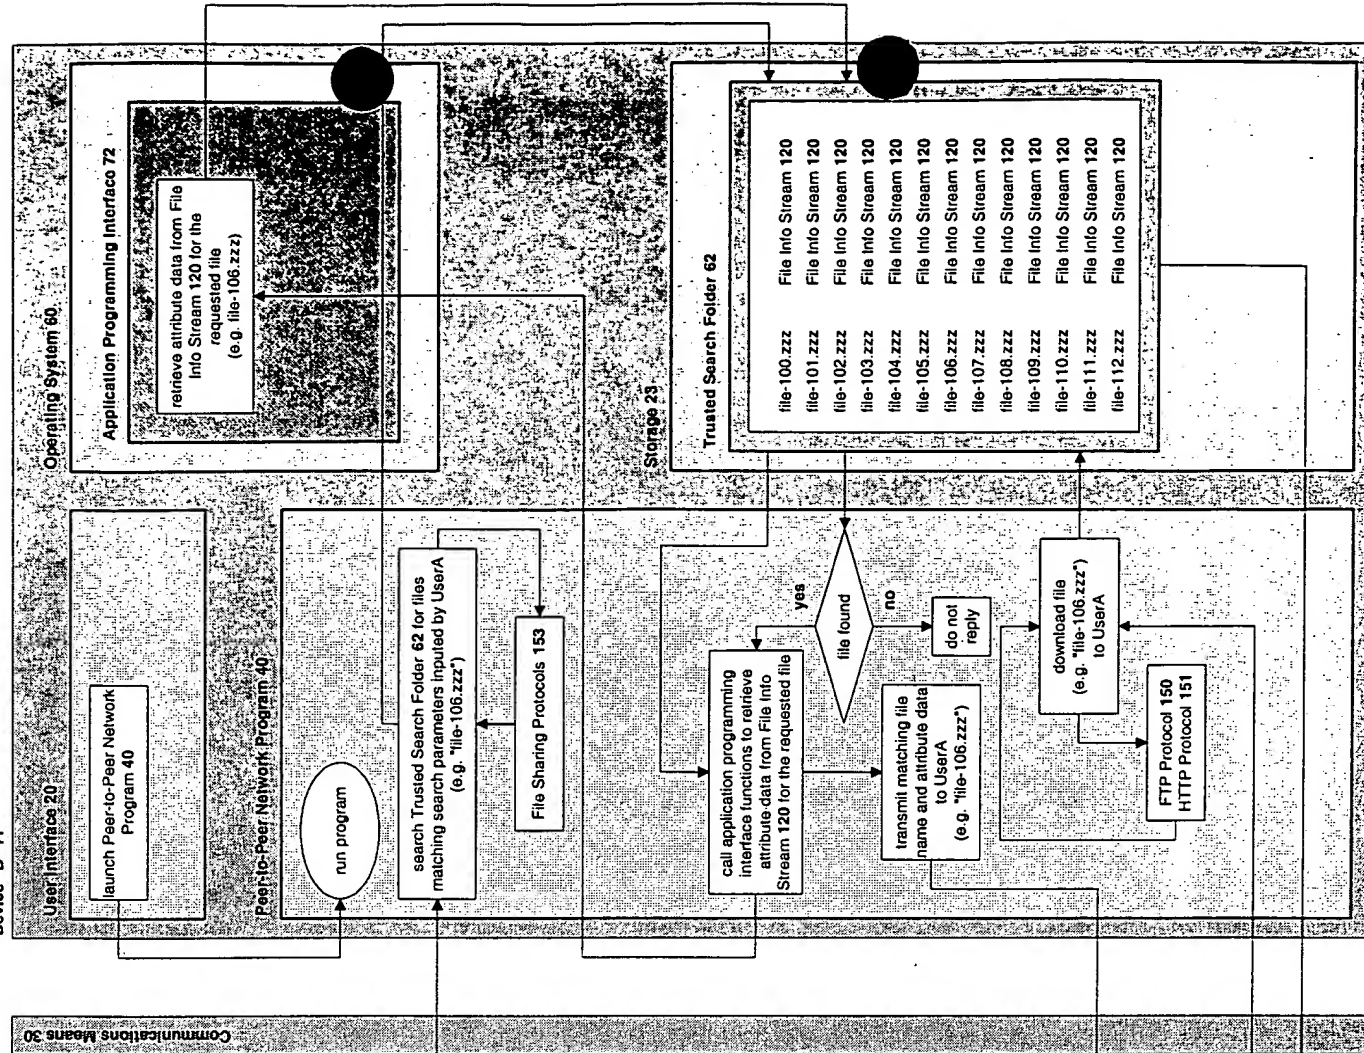 User Interface 20
launch Peer-to-Peer Network
Program 40
Peer-to-Peer Network Program 40
run program
search Trusted Search Folder 62 for files
maching search parameters inputed by UserA
(e.g. "file-106.zzz")
File Sharing Protocols 153
call application programming
interface functions to retrieve
attribute data from File Info
Stream 120 for the requested file
yes
file found
no
do not
reply
transmit matching file
name and attribute data
to UserA
(e.g. "file-106.zzz")
download file
(e.g. "file-106.zzz")
to UserA
FTP Protocol 150
HTTP Protocol 151
Operating System 60
Application Programming Interface 72
retrieve attribute data from File
Info Stream 120 for the
requested file
(e.g. file-106.zzz)
Storage 23
Trusted Search Folder 62
file-100.zzz File Info Stream 120
file-101.zzz File Info Stream 120
file-102.zzz File Info Stream 120
file-103.zzz File Info Stream 120
file-104.zzz File Info Stream 120
file-105.zzz File Info Stream 120
file-106.zzz File Info Stream 120
file-107.zzz File Info Stream 120
file-108.zzz File Info Stream 120
file-109.zzz File Info Stream 120
file-110.zzz File Info Stream 120
file-111.zzz File Info Stream 120
file-112.zzz File Info Stream 120
Communications Means 30